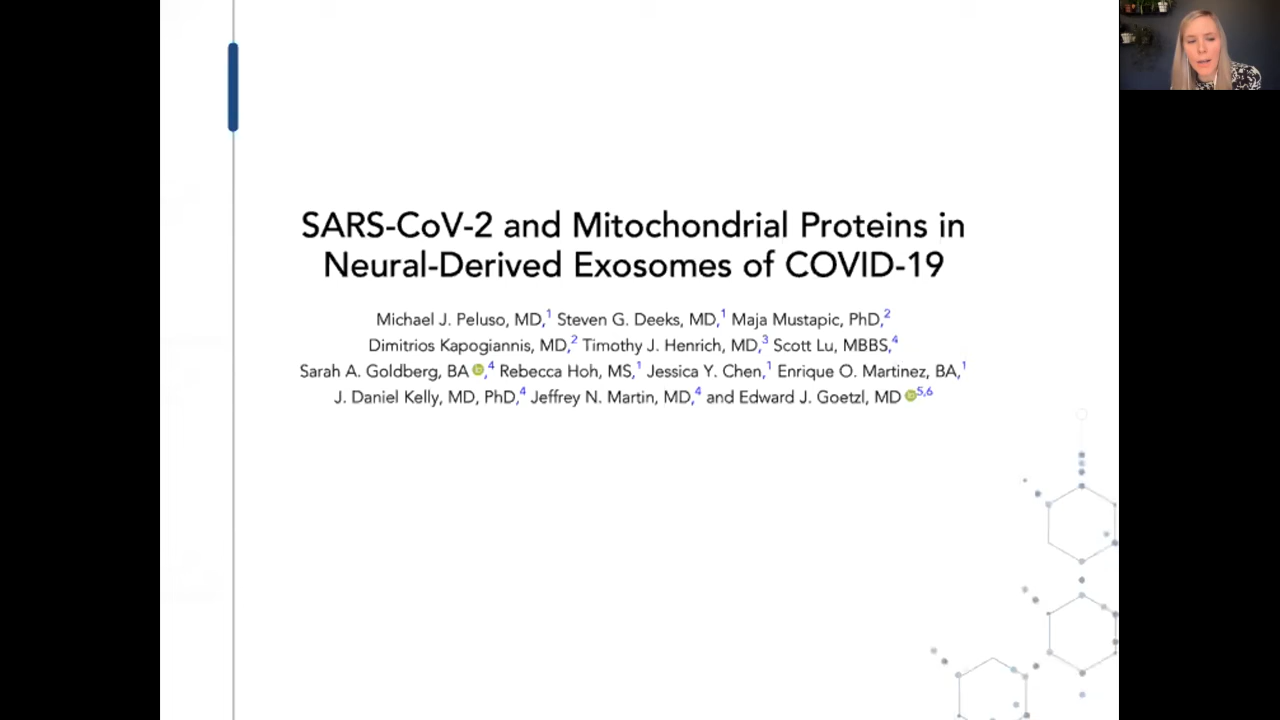 SARS-CoV-2 and Mitochondrial Proteins in
Neural-Derived Exosomes of COVID-19
Michael J. Peluso, MD,1 Steven G. Deeks, MD,1 Maja Mustapic, PhD,2
Dimitrios Kapogiannis, MD,2 Timothy J. Henrich, MD,3 Scott Lu, MBBS,4
Sarah A. Goldberg, BA iD,4 Rebecca Hoh, MS,1 Jessica Y. Chen,1 Enrique O. Martinez, BA,1
J. Daniel Kelly, MD, PhD,4 Jeffrey N. Martin, MD,4 and Edward J. Goetzl, MD iD5,6